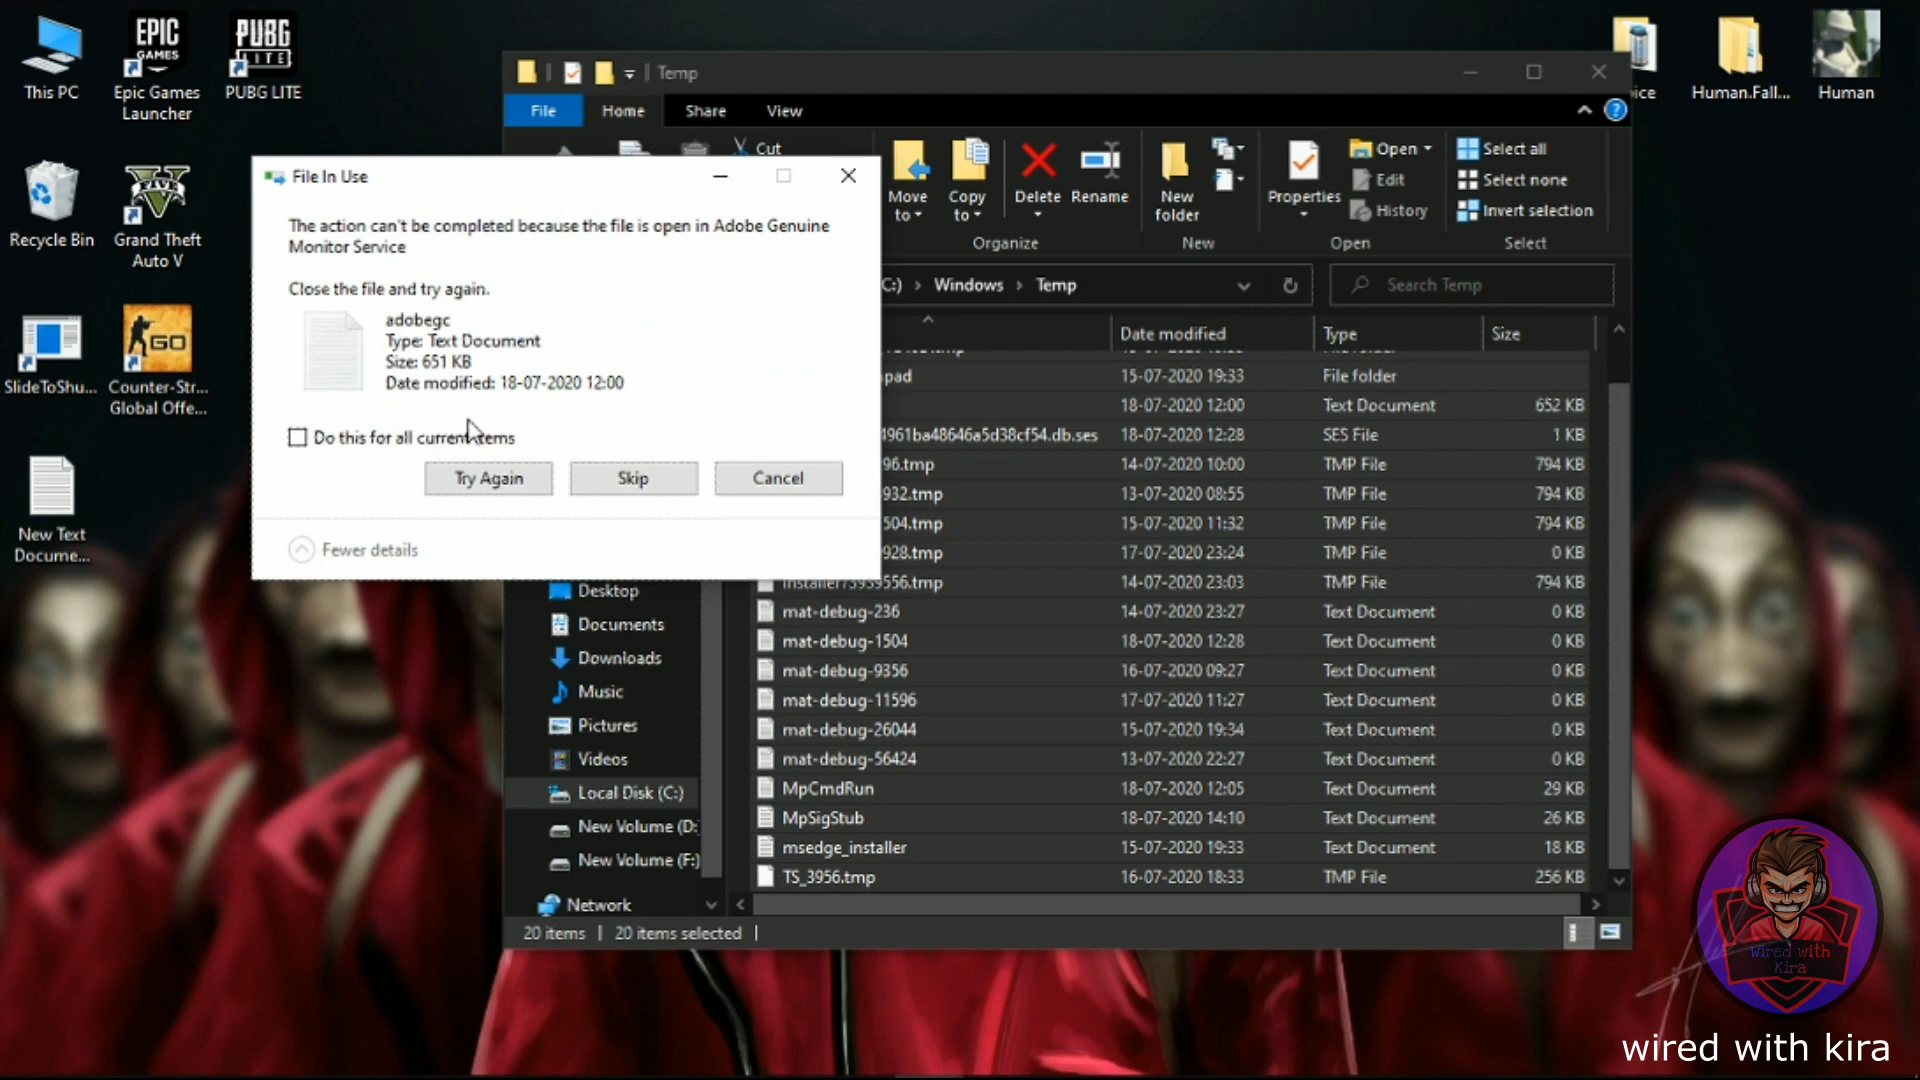 This PC
EPIC
GAMES
Epic Games
Launcher
PUBG
LITE
PUBG LITE
Recycle Bin
V
FIVE
Grand Theft
Auto V
SlideToShu...
GO
Counter-Str...
Global Offe...
New Text
Docume...
Human.Fall...
Human
Temp
File
Home
Share
View
Cut
Move
to
Copy
to
Delete
Rename
Organize
New
folder
New
Properties
Open
Edit
History
Open
Select all
Select none
Invert selection
Select
C:) › Windows › Temp
Search Temp
Date modified
Type
Size
pad 15-07-2020 19:33 File folder
18-07-2020 12:00 Text Document 652 KB
4961ba48646a5d38cf54.db.ses 18-07-2020 12:28 SES File 1 KB
96.tmp 14-07-2020 10:00 TMP File 794 KB
932.tmp 13-07-2020 08:55 TMP File 794 KB
504.tmp 15-07-2020 11:32 TMP File 794 KB
928.tmp 17-07-2020 23:24 TMP File 0 KB
556.tmp 14-07-2020 23:03 TMP File 794 KB
mat-debug-236 14-07-2020 23:27 Text Document 0 KB
mat-debug-1504 18-07-2020 12:28 Text Document 0 KB
mat-debug-9356 16-07-2020 09:27 Text Document 0 KB
mat-debug-11596 17-07-2020 11:27 Text Document 0 KB
mat-debug-26044 15-07-2020 19:34 Text Document 0 KB
mat-debug-56424 13-07-2020 22:27 Text Document 0 KB
MpCmdRun 18-07-2020 12:05 Text Document 29 KB
MpSigStub 18-07-2020 14:10 Text Document 26 KB
msedge_installer 15-07-2020 19:33 Text Document 18 KB
TS_3956.tmp 16-07-2020 18:33 TMP File 256 KB
Desktop
Documents
Downloads
Music
Pictures
Videos
Local Disk (C:)
New Volume (D:
New Volume (F:)
Network
20 items
20 items selected
File In Use
The action can't be completed because the file is open in Adobe Genuine
Monitor Service
Close the file and try again.
adobegc
Type: Text Document
Size: 651 KB
Date modified: 18-07-2020 12:00
Do this for all current items
Try Again
Skip
Cancel
Fewer details
wired with
Kira
wired with kira